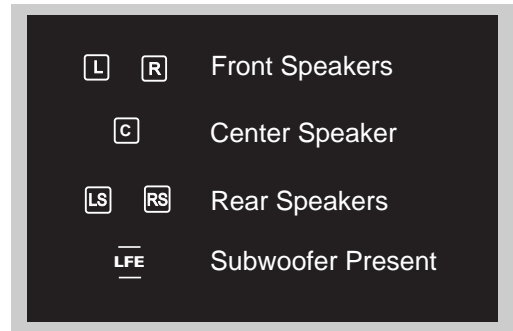 L R Front Speakers
C Center Speaker
LS RS Rear Speakers
LFE Subwoofer Present